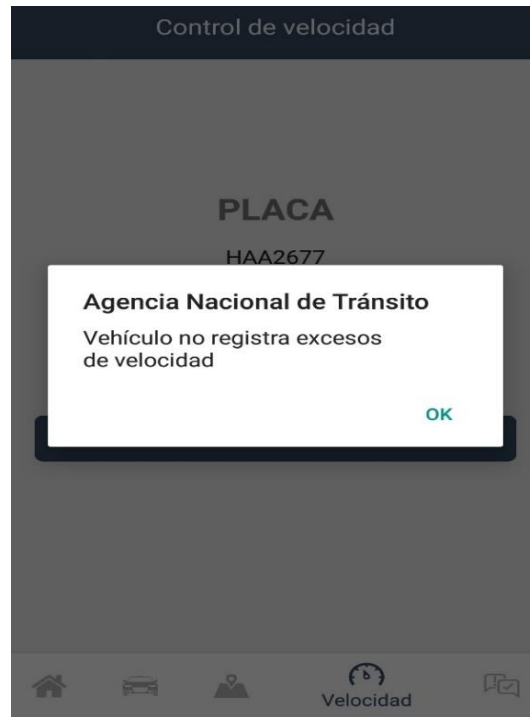 Control de velocidad
PLACA
HAA2677
Agencia Nacional de Tránsito
Vehículo no registra excesos
de velocidad
OK
Velocidad